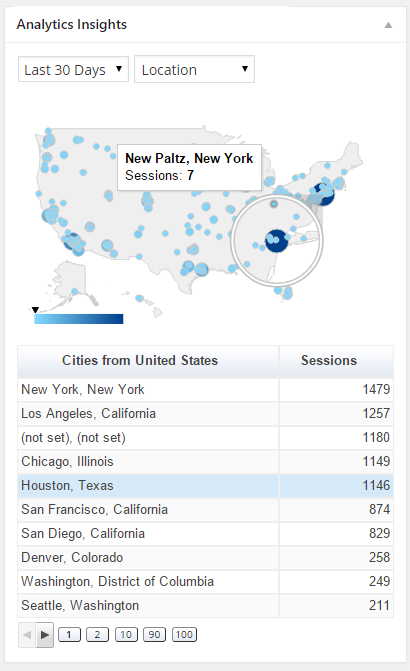 Analytics Insights
Last 30 Days Location
New Paltz, New York
Sessions: 7
Cities from United States Sessions
New York, New York 1479
Los Angeles, California 1257
(not set), (not set) 1180
Chicago, Illinois 1149
Houston, Texas 1146
San Francisco, California 874
San Diego, California 829
Denver, Colorado 258
Washington, District of Columbia 249
Seattle, Washington 211
1 2 10 90 100